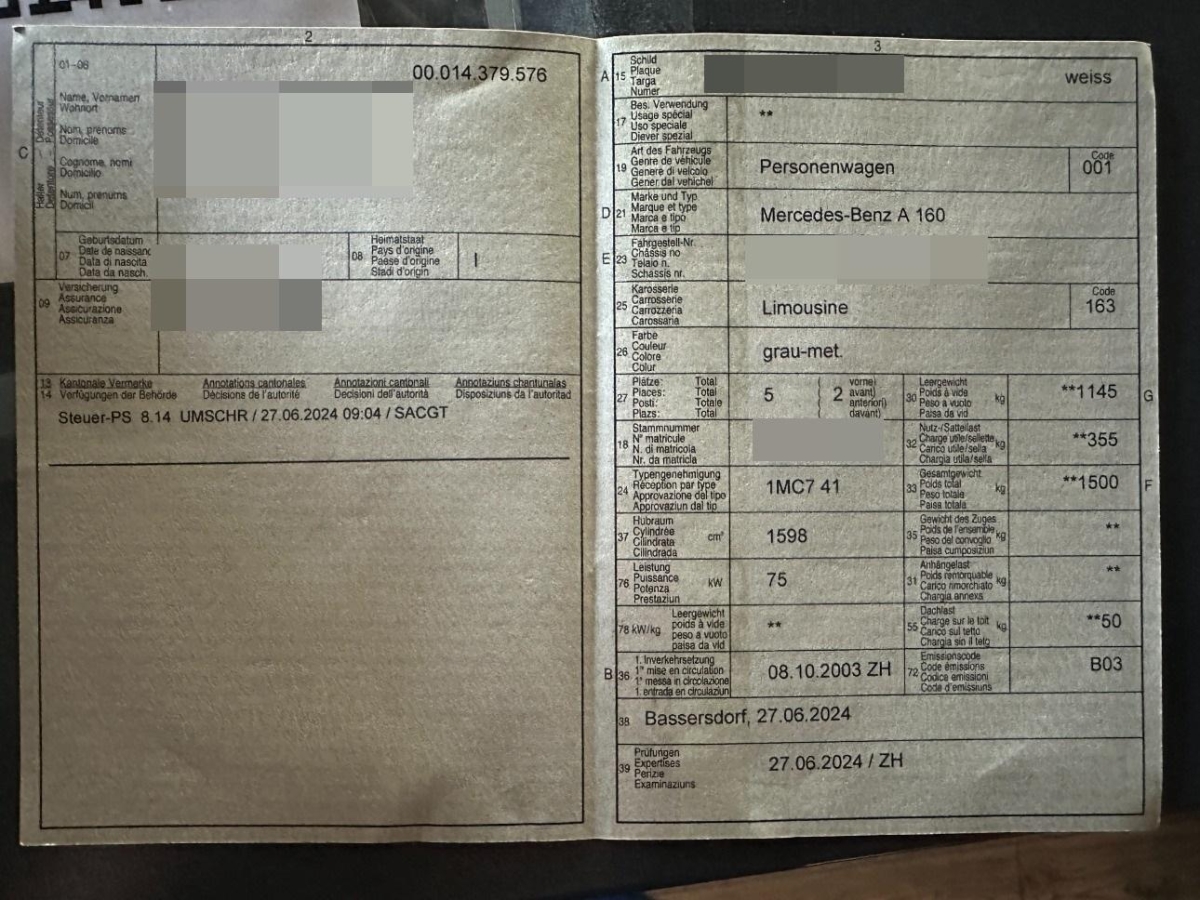 2
01-06
00.014.379.576
C
Halter
Détenteur
Name, Vornamen
Wohnort
Nom, prénoms
Domicile
Cognome, nomi
Domicilio
Num, prenums
Domicil
07
Geburtsdatum
Date de naissanc
Data di nascita
Data da nasch.
08
Heimatstaat
Pays d'origine
Paese d'origine
Stadi d'origin
09
Versicherung
Assurance
Assicurazione
Assicuranza
13 Kantonale Vermerke Annotations cantonales Annotazioni cantonali Annotaziuns chantunalas
14 Verfügungen der Behörde Décisions de l'autorité Decisioni dell'autorità Disposiziuns da l'autoritad
Steuer-PS 8.14 UMSCHR / 27.06.2024 09:04 / SACGT
3
A 15
Schild
Plaque
Targa
Numer
weiss
17
Bes. Verwendung
Usage spécial
Uso speciale
Diever spezial
**
19
Art des Fahrzeugs
Genre de véhicule
Genere di veicolo
Gener dal vehichel
Personenwagen
Code
001
D 21
Marke und Typ
Marque et type
Marca e tipo
Marca e tip
Mercedes-Benz A 160
E 23
Fahrgestell-Nr.
Châssis no
Telaio n.
Schassis nr.
25
Karosserie
Carrosserie
Carrozzeria
Carossaria
Limousine
Code
163
26
Farbe
Couleur
Colore
Colur
grau-met.
27
Plätze: Total
Places: Total
Posti: Totale
Plazs: Total
5
2
vorne)
avant)
anteriori)
davant)
30
Leergewicht
Poids à vide
Peso a vuoto
Paisa da vid
kg
**1145
G
18
Stammnummer
N° matricule
N. di matricola
Nr. da matricla
32
Nutz-/Sattellast
Charge utile/sellette
Carico utile/sella
Chargia utila/sella
kg
**355
24
Typengenehmigung
Réception par type
Approvazione del tipo
Approvaziun dal tip
1MC7 41
33
Gesamtgewicht
Poids total
Peso totale
Paisa totala
kg
**1500
F
37
Hubraum
Cylindrée
Cilindrata
Cilindrada
cm³
1598
35
Gewicht des Zuges
Poids de l'ensemble
Peso del convoglio
Paisa cumposiziun
kg
**
76
Leistung
Puissance
Potenza
Prestaziun
kW
75
31
Anhängelast
Poids remorquable
Carico rimorchiato
Chargia annexa
kg
**
78 kW/kg
Leergewicht
poids à vide
peso a vuoto
paisa da vid
**
55
Dachlast
Charge sur le toit
Carico sul tetto
Chargia sin il tetg
kg
**50
B 36
1. Inverkehrsetzung
1re mise en circulation
1a messa in circolazione
1. entrada en circulaziun
08.10.2003 ZH
72
Emissionscode
Code émissions
Codice emissioni
Code d'emissiuns
B03
38
Bassersdorf, 27.06.2024
39
Prüfungen
Expertises
Perizie
Examinaziuns
27.06.2024 / ZH